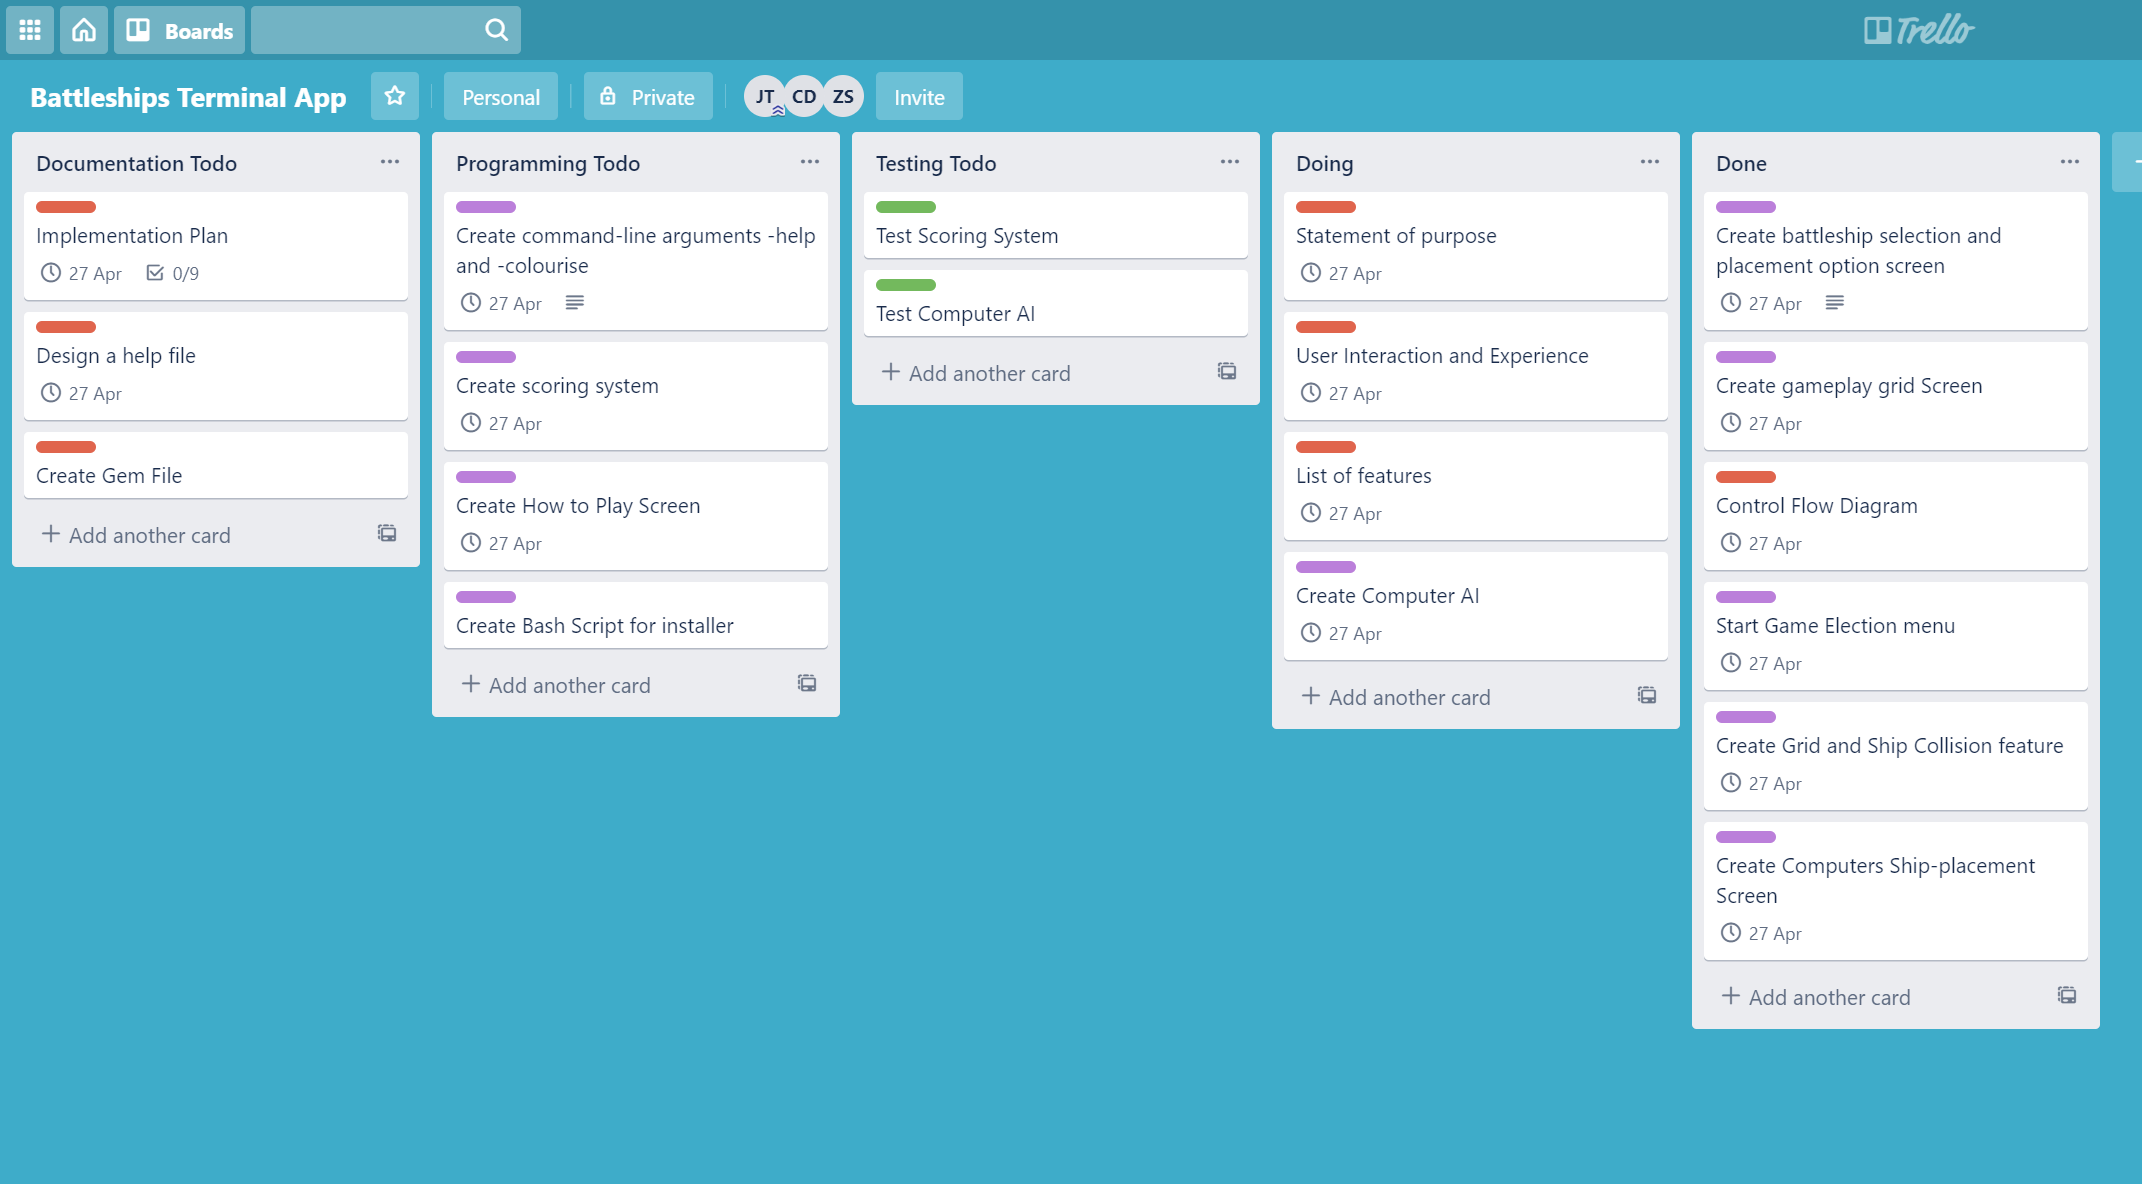 Boards
Trello
Battleships Terminal App
Personal
Private
JT
CD
ZS
Invite
Documentation Todo
Implementation Plan
27 Apr
0/9
Design a help file
27 Apr
Create Gem File
Add another card
Programming Todo
Create command-line arguments -help
and -colourise
27 Apr
Create scoring system
27 Apr
Create How to Play Screen
27 Apr
Create Bash Script for installer
Add another card
Testing Todo
Test Scoring System
Test Computer AI
Add another card
Doing
Statement of purpose
27 Apr
User Interaction and Experience
27 Apr
List of features
27 Apr
Create Computer AI
27 Apr
Add another card
Done
Create battleship selection and
placement option screen
27 Apr
Create gameplay grid Screen
27 Apr
Control Flow Diagram
27 Apr
Start Game Election menu
27 Apr
Create Grid and Ship Collision feature
27 Apr
Create Computers Ship-placement
Screen
27 Apr
Add another card